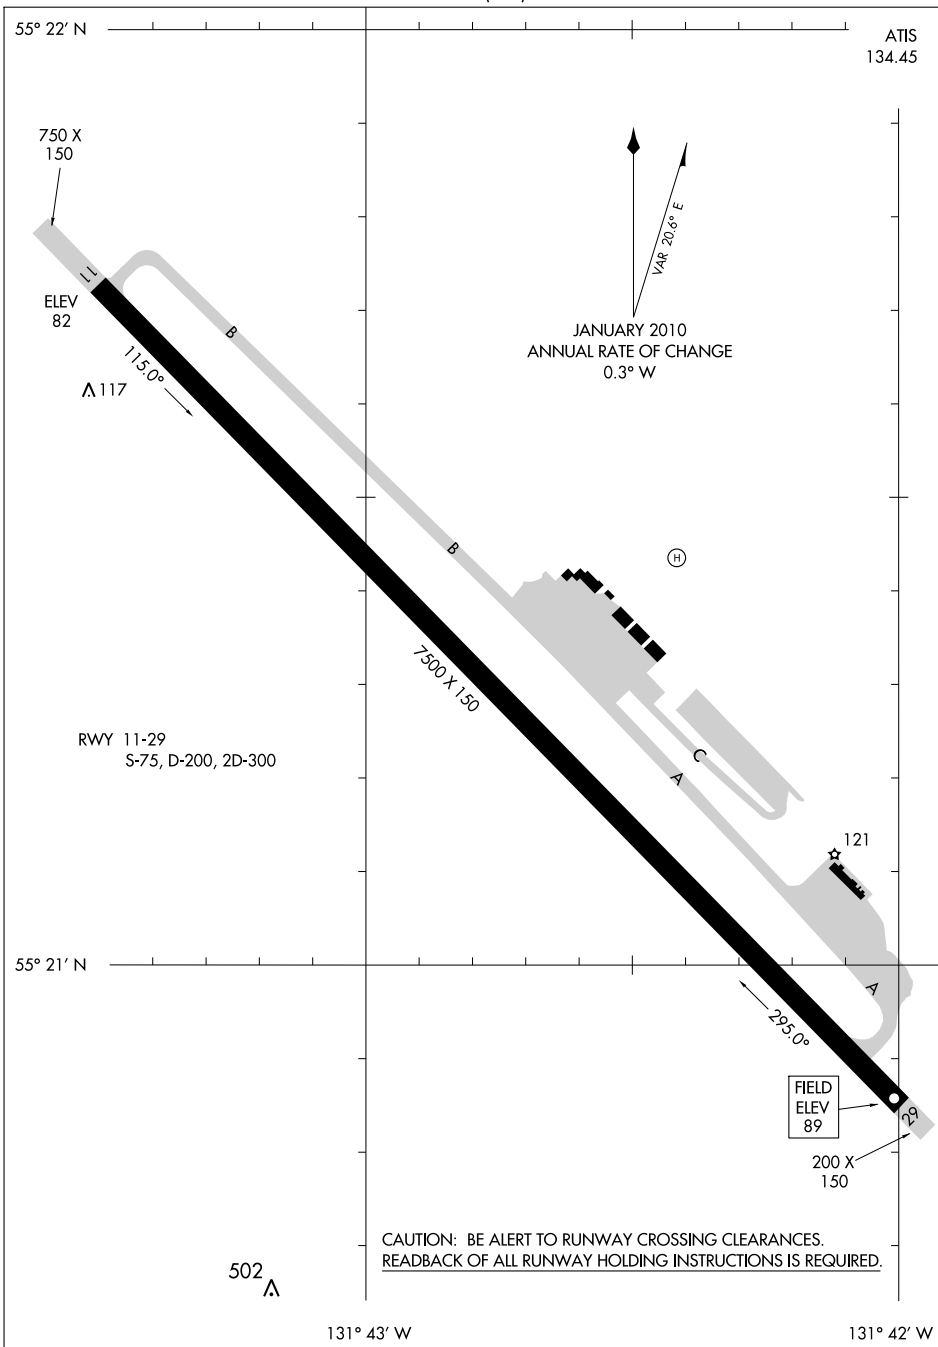 55° 22' N
ATIS
134.45
750 X
150
VAR 20.6° E
11
ELEV
82
JANUARY 2010
ANNUAL RATE OF CHANGE
0.3° W
B
115.0°
117
B
H
7500 X 150
RWY 11-29
S-75, D-200, 2D-300
C
A
121
55° 21' N
A
295.0°
FIELD
ELEV
89
29
200 X
150
CAUTION: BE ALERT TO RUNWAY CROSSING CLEARANCES.
READBACK OF ALL RUNWAY HOLDING INSTRUCTIONS IS REQUIRED.
502
131° 43' W
131° 42' W